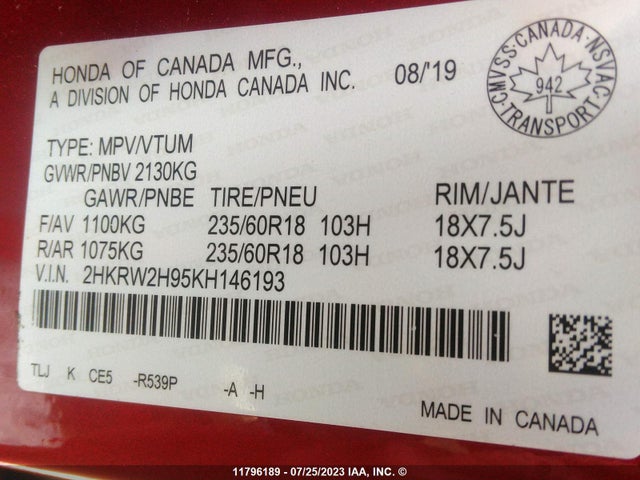 HONDA OF CANADA MFG.,
A DIVISION OF HONDA CANADA INC.
08/'19
CMVSS·CANADA·NSVAC
942
·TRANSPORT·
TYPE: MPV/VTUM
GVWR/PNBV 2130KG
GAWR/PNBE TIRE/PNEU RIM/JANTE
F/AV 1100KG 235/60R18 103H 18X7.5J
R/AR 1075KG 235/60R18 103H 18X7.5J
V.I.N. 2HKRW2H95KH146193
TLJ K CE5 -R539P -A -H
MADE IN CANADA
11796189 - 07/25/2023 IAA, INC. ©